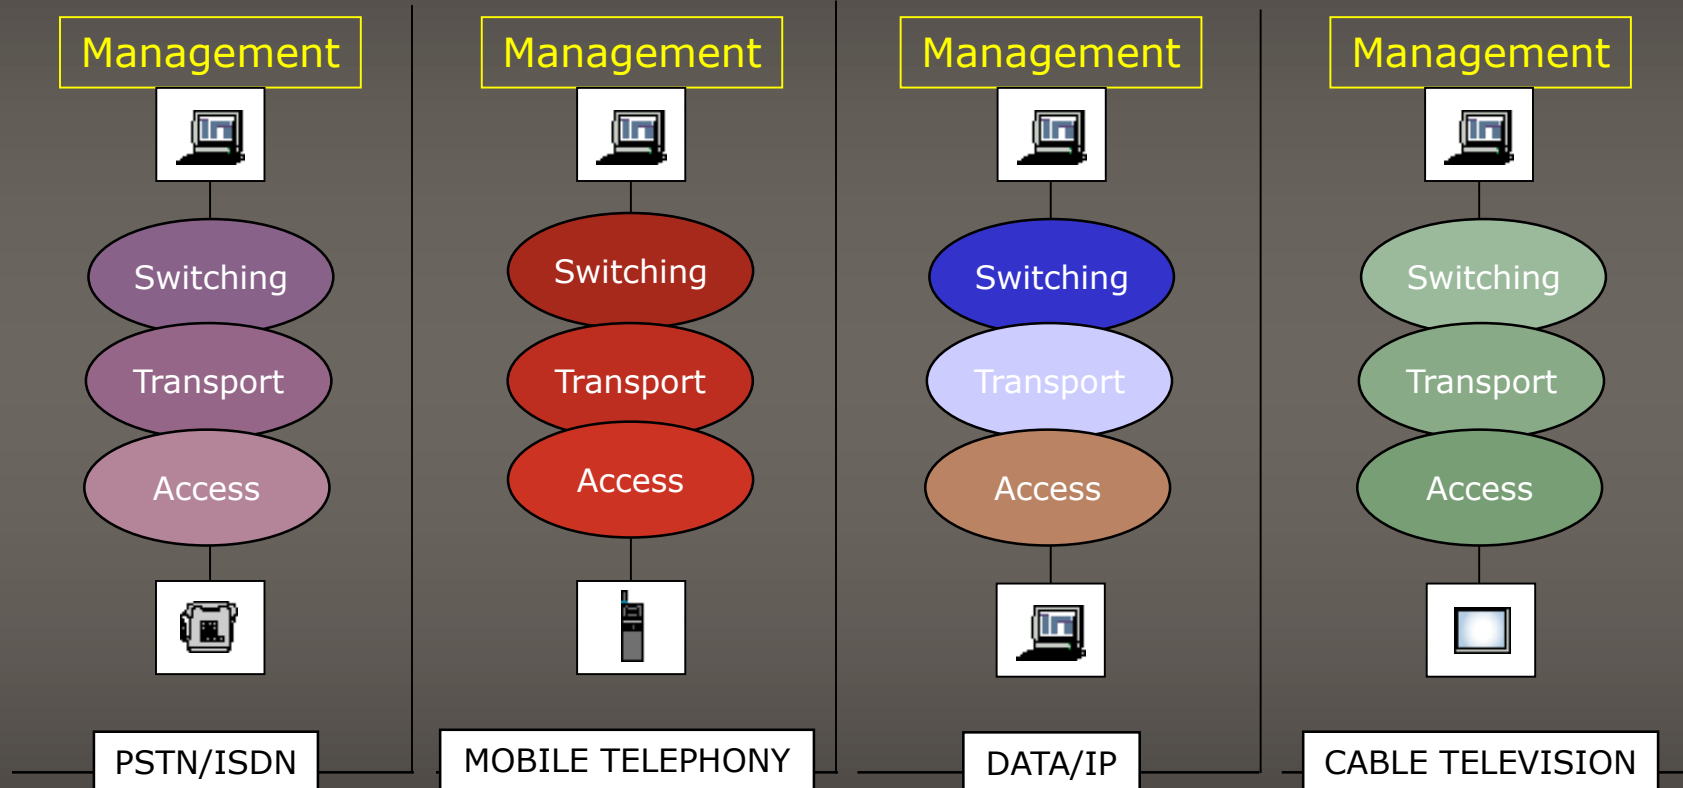 Management
Management
Management
Management
Switching
Switching
Switching
Switching
Transport
Transport
Transport
Transport
Access
Access
Access
Access
PSTN/ISDN
MOBILE TELEPHONY
DATA/IP
CABLE TELEVISION